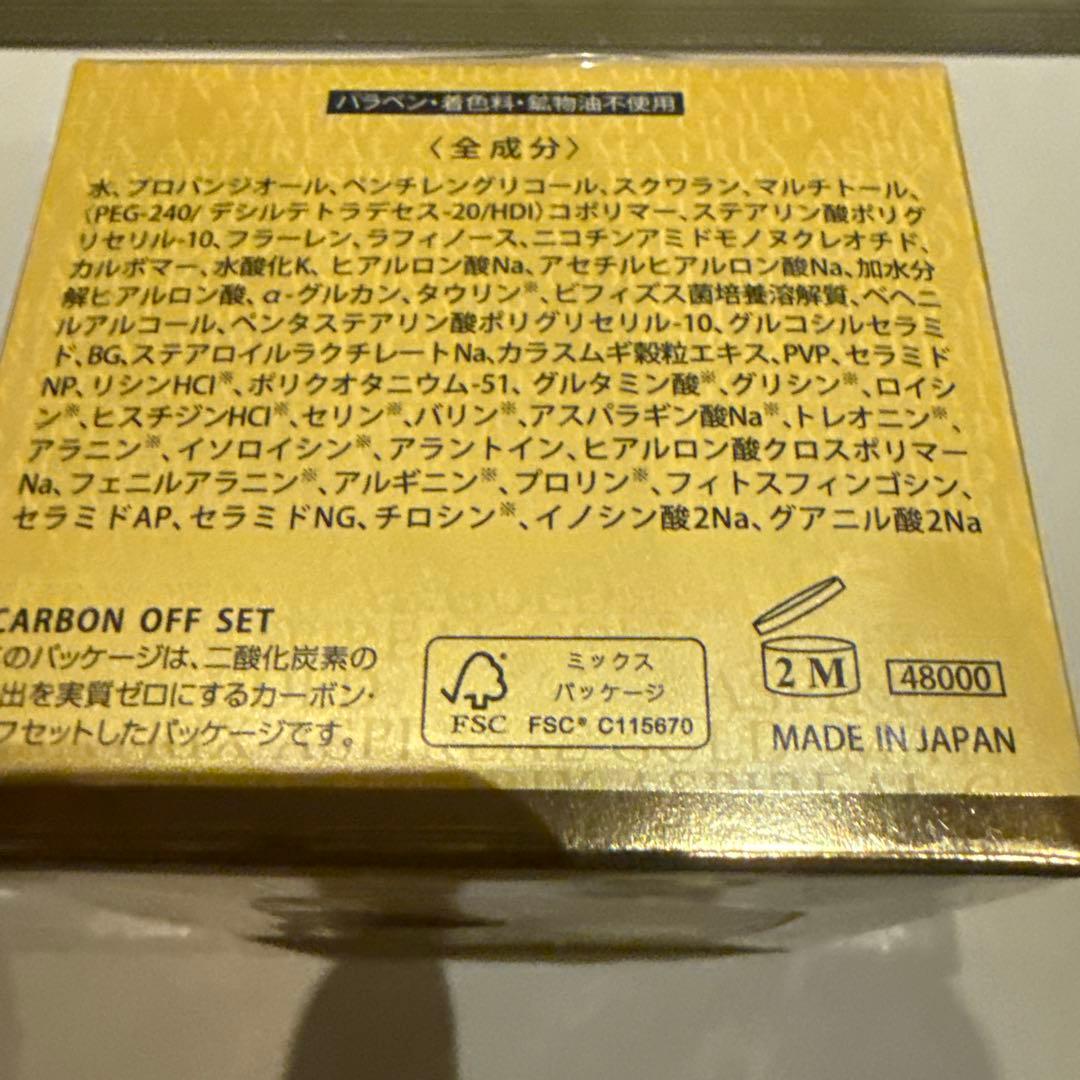 パラベン・着色料・鉱物油不使用
〈全成分〉
水、プロパンジオール、ペンチレングリコール、スクワラン、マルチトール、
(PEG-240/デシルテトラデセス-20/HDI)コポリマー、ステアリン酸ポリグ
リセリル-10、フラーレン、ラフィノース、ニコチンアミドモノヌクレオチド、
カルボマー、水酸化K、ヒアルロン酸Na、アセチルヒアルロン酸Na、加水分
解ヒアルロン酸、α-グルカン、タウリン※、ビフィズス菌培養溶解質、ベヘニ
ルアルコール、ペンタステアリン酸ポリグリセリル-10、グルコシルセラミ
ド、BG、ステアロイルラクチレートNa、カラスムギ穀粒エキス、PVP、セラミド
NP、リシンHCl※、ポリクオタニウム-51、グルタミン酸※、グリシン※、ロイシ
ン※、ヒスチジンHCl※、セリン※、バリン※、アスパラギン酸Na※、トレオニン※、
アラニン※、イソロイシン※、アラントイン、ヒアルロン酸クロスポリマー
Na、フェニルアラニン※、アルギニン※、プロリン※、フィトスフィンゴシン、
セラミドAP、セラミドNG、チロシン※、イノシン酸2Na、グアニル酸2Na
CARBON OFF SET
のパッケージは、二酸化炭素の
出を実質ゼロにするカーボン・
フセットしたパッケージです。
FSC
ミックス
パッケージ
FSC® C115670
2 M
48000
MADE IN JAPAN